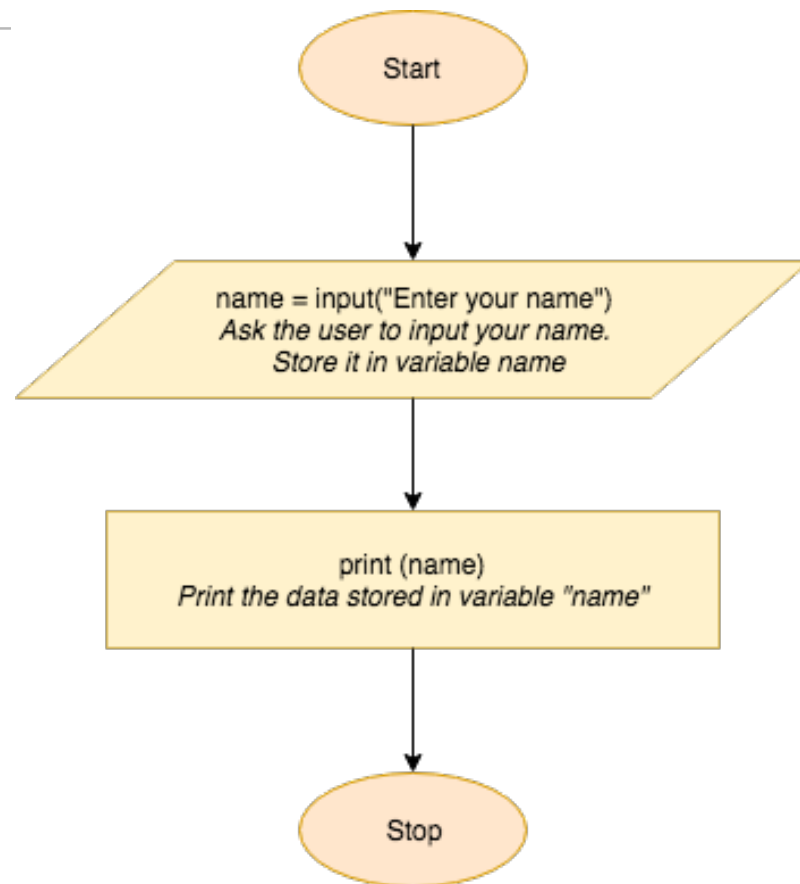 Start
name = input("Enter your name")
Ask the user to input your name.
Store it in variable name
print (name)
Print the data stored in variable "name"
Stop